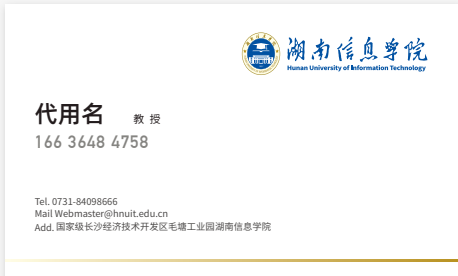 湖南信息学院
Hunan University of Information Technology
代用名 教 授
166 3648 4758
Tel. 0731-84098666
Mail Webmaster@hnuit.edu.cn
Add. 国家级长沙经济技术开发区毛塘工业园湖南信息学院